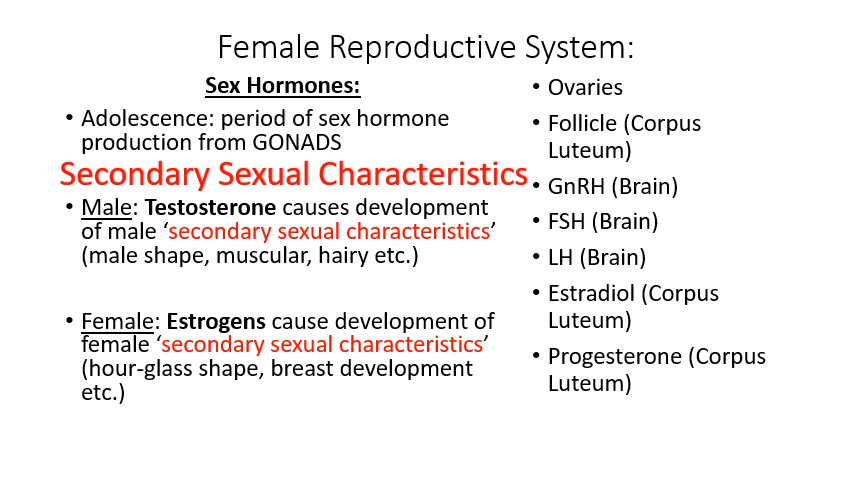 Female Reproductive System:
Sex Hormones:
• Adolescence: period of sex hormone
production from GONADS
Secondary Sexual Characteristics
• Male: Testosterone causes development
of male ‘secondary sexual characteristics’
(male shape, muscular, hairy etc.)
• Female: Estrogens cause development of
female ‘secondary sexual characteristics’
(hour-glass shape, breast development
etc.)
• Ovaries
• Follicle (Corpus
Luteum)
• GnRH (Brain)
• FSH (Brain)
• LH (Brain)
• Estradiol (Corpus
Luteum)
• Progesterone (Corpus
Luteum)